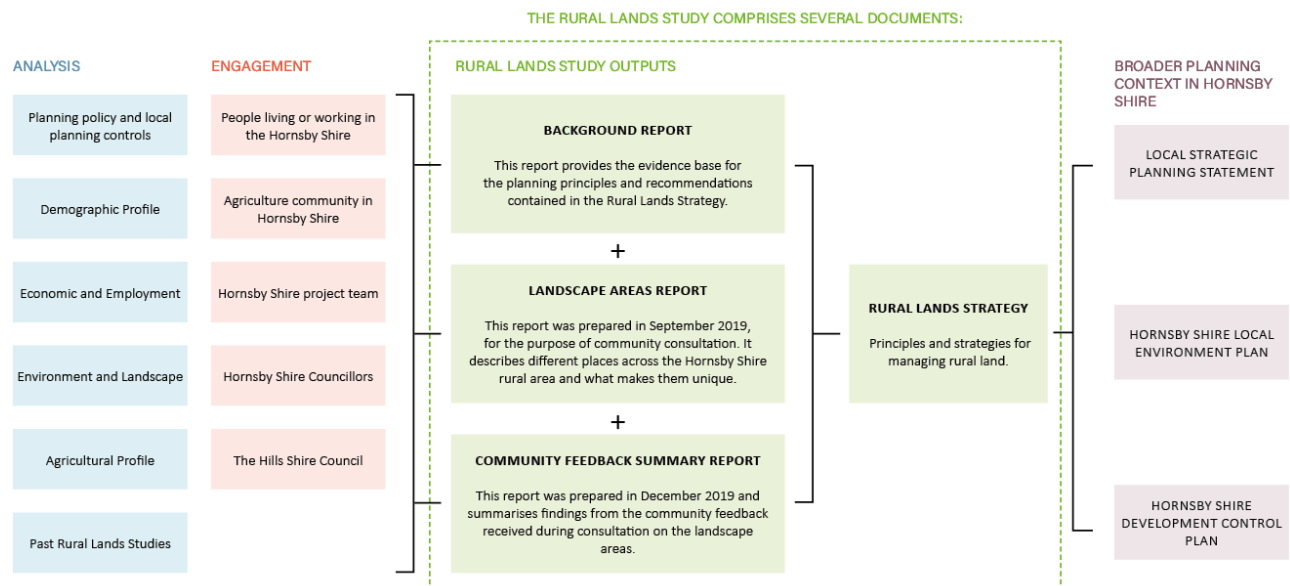 THE RURAL LANDS STUDY COMPRISES SEVERAL DOCUMENTS:
ANALYSIS
Planning policy and local
planning controls
Demographic Profile
Economic and Employment
Environment and Landscape
Agricultural Profile
Past Rural Lands Studies
ENGAGEMENT
People living or working in
the Hornsby Shire
Agriculture community in
Hornsby Shire
Hornsby Shire project team
Hornsby Shire Councillors
The Hills Shire Council
RURAL LANDS STUDY OUTPUTS
BACKGROUND REPORT
This report provides the evidence base for
the planning principles and recommendations
contained in the Rural Lands Strategy.
+
LANDSCAPE AREAS REPORT
This report was prepared in September 2019,
for the purpose of community consultation. It
describes different places across the Hornsby Shire
rural area and what makes them unique.
+
COMMUNITY FEEDBACK SUMMARY REPORT
This report was prepared in December 2019 and
summarises findings from the community feedback
received during consultation on the landscape
areas.
RURAL LANDS STRATEGY
Principles and strategies for
managing rural land.
BROADER PLANNING
CONTEXT IN HORNSBY
SHIRE
LOCAL STRATEGIC
PLANNING STATEMENT
HORNSBY SHIRE LOCAL
ENVIRONMENT PLAN
HORNSBY SHIRE
DEVELOPMENT CONTROL
PLAN